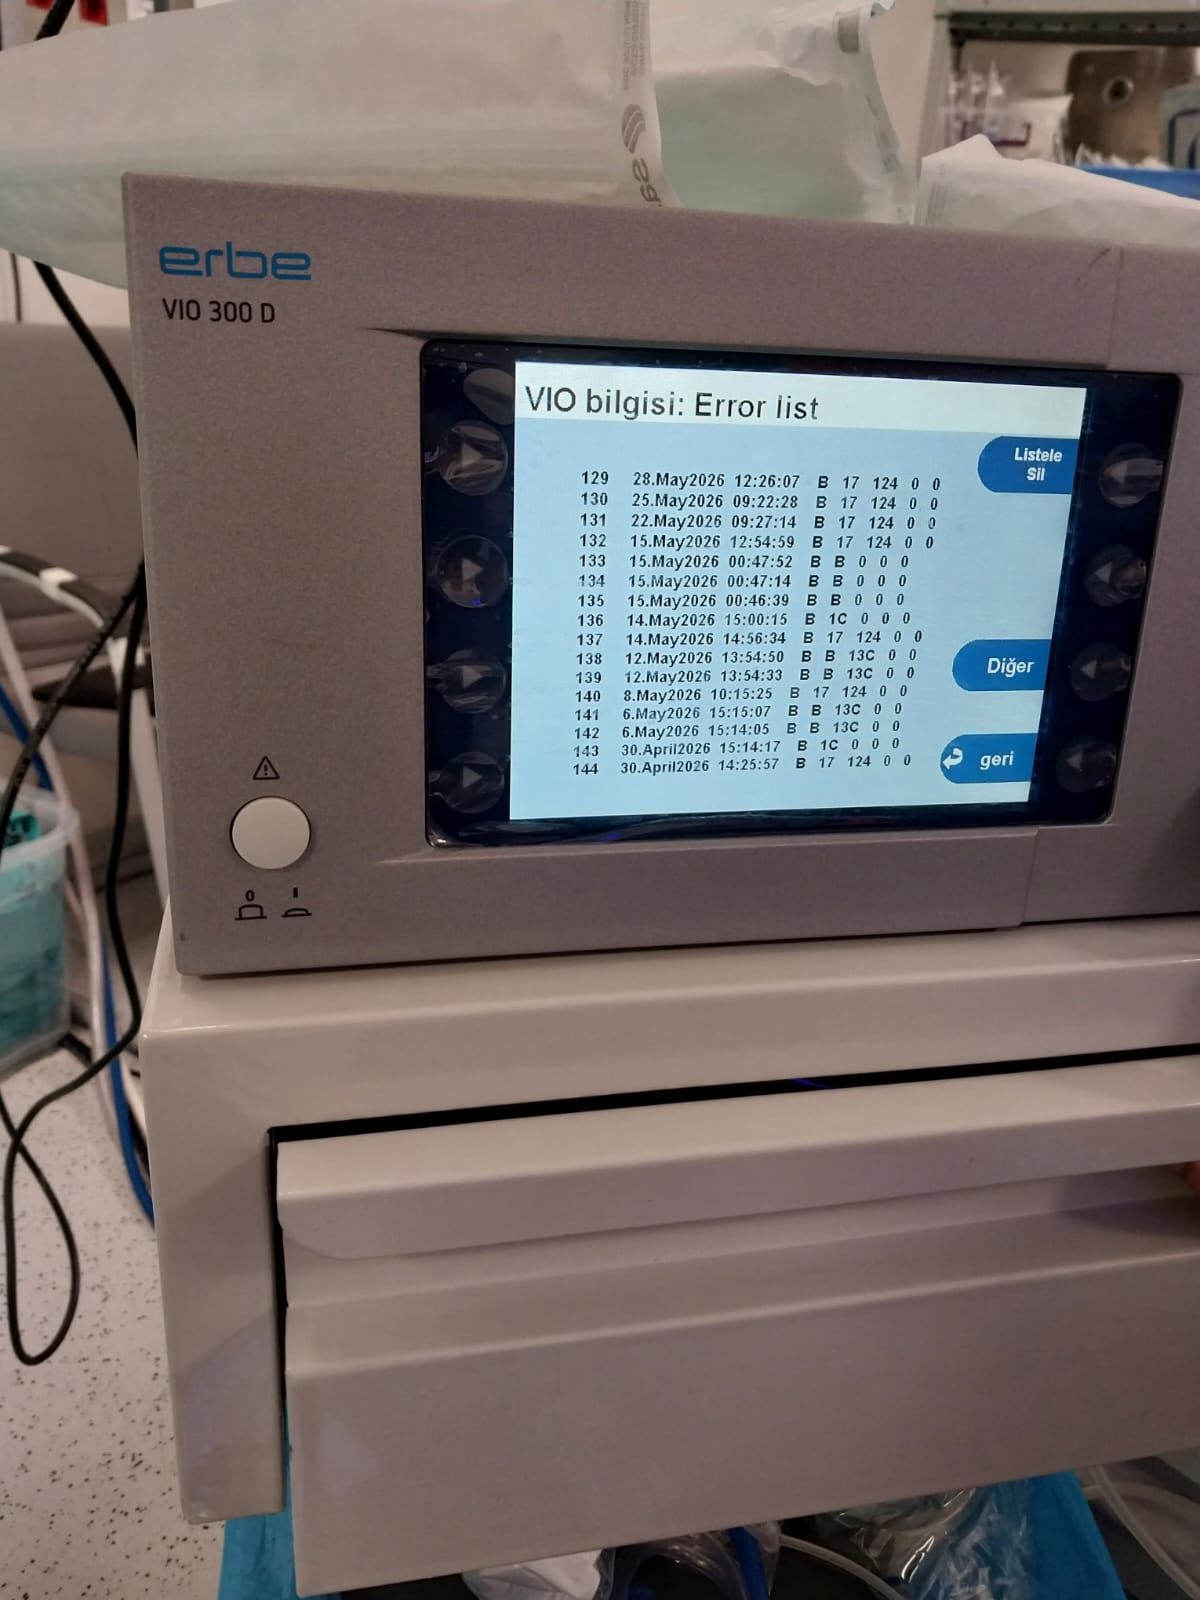 erbe
VIO 300 D
VIO bilgisi: Error list
Listele
Sil
129 28.May2026 12:26:07 B 17 124 0 0
130 25.May2026 09:22:28 B 17 124 0 0
131 22.May2026 09:27:14 B 17 124 0 0
132 15.May2026 12:54:59 B 17 124 0 0
133 15.May2026 00:47:52 B B 0 0 0
134 15.May2026 00:47:14 B B 0 0 0
135 15.May2026 00:46:39 B B 0 0 0
136 14.May2026 15:00:15 B 1C 0 0 0
137 14.May2026 14:56:34 B 17 124 0 0
138 12.May2026 13:54:50 B B 13C 0 0
139 12.May2026 13:54:33 B B 13C 0 0
140 8.May2026 10:15:25 B 17 124 0 0
141 6.May2026 15:15:07 B B 13C 0 0
142 6.May2026 15:14:05 B B 13C 0 0
143 30.April2026 15:14:17 B 1C 0 0 0
144 30.April2026 14:25:57 B 17 124 0 0
Diğer
geri
0 I